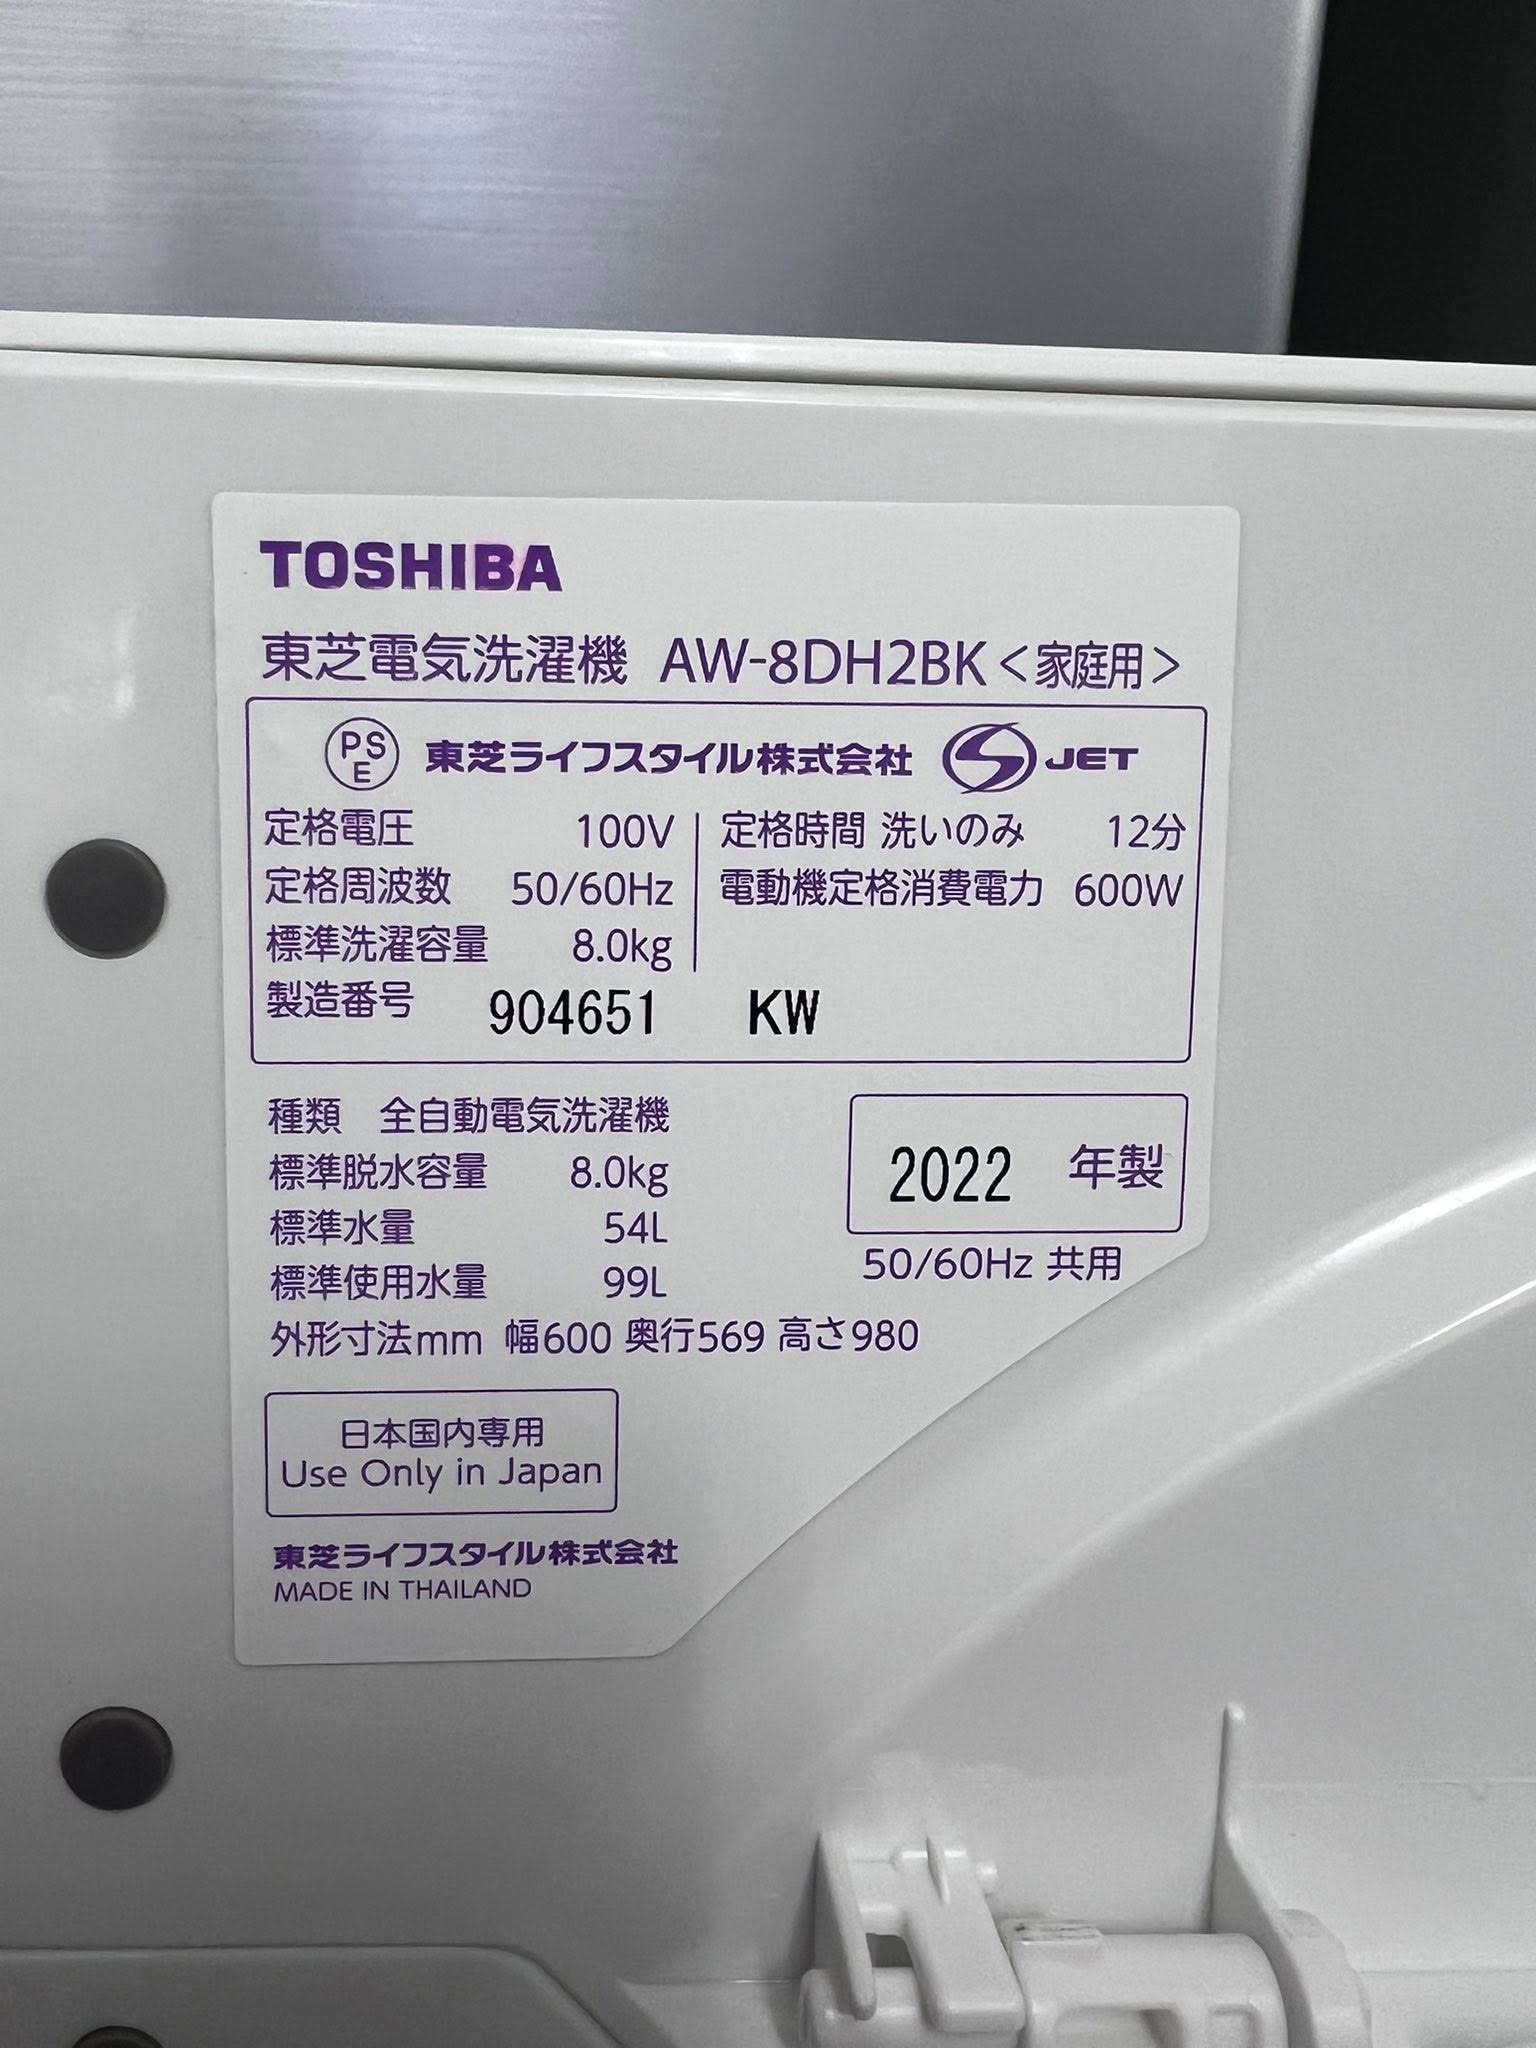 TOSHIBA
東芝電気洗濯機 AW-8DH2BK<家庭用>
PSE 東芝ライフスタイル株式会社 S JET
定格電圧 100V 定格時間 洗いのみ 12分
定格周波数 50/60Hz 電動機定格消費電力 600W
標準洗濯容量 8.0kg
製造番号 904651 KW
種類 全自動電気洗濯機
標準脱水容量 8.0kg
2022 年製
標準水量 54L
50/60Hz 共用
標準使用水量 99L
外形寸法mm 幅600 奥行569 高さ980
日本国内専用
Use Only in Japan
東芝ライフスタイル株式会社
MADE IN THAILAND